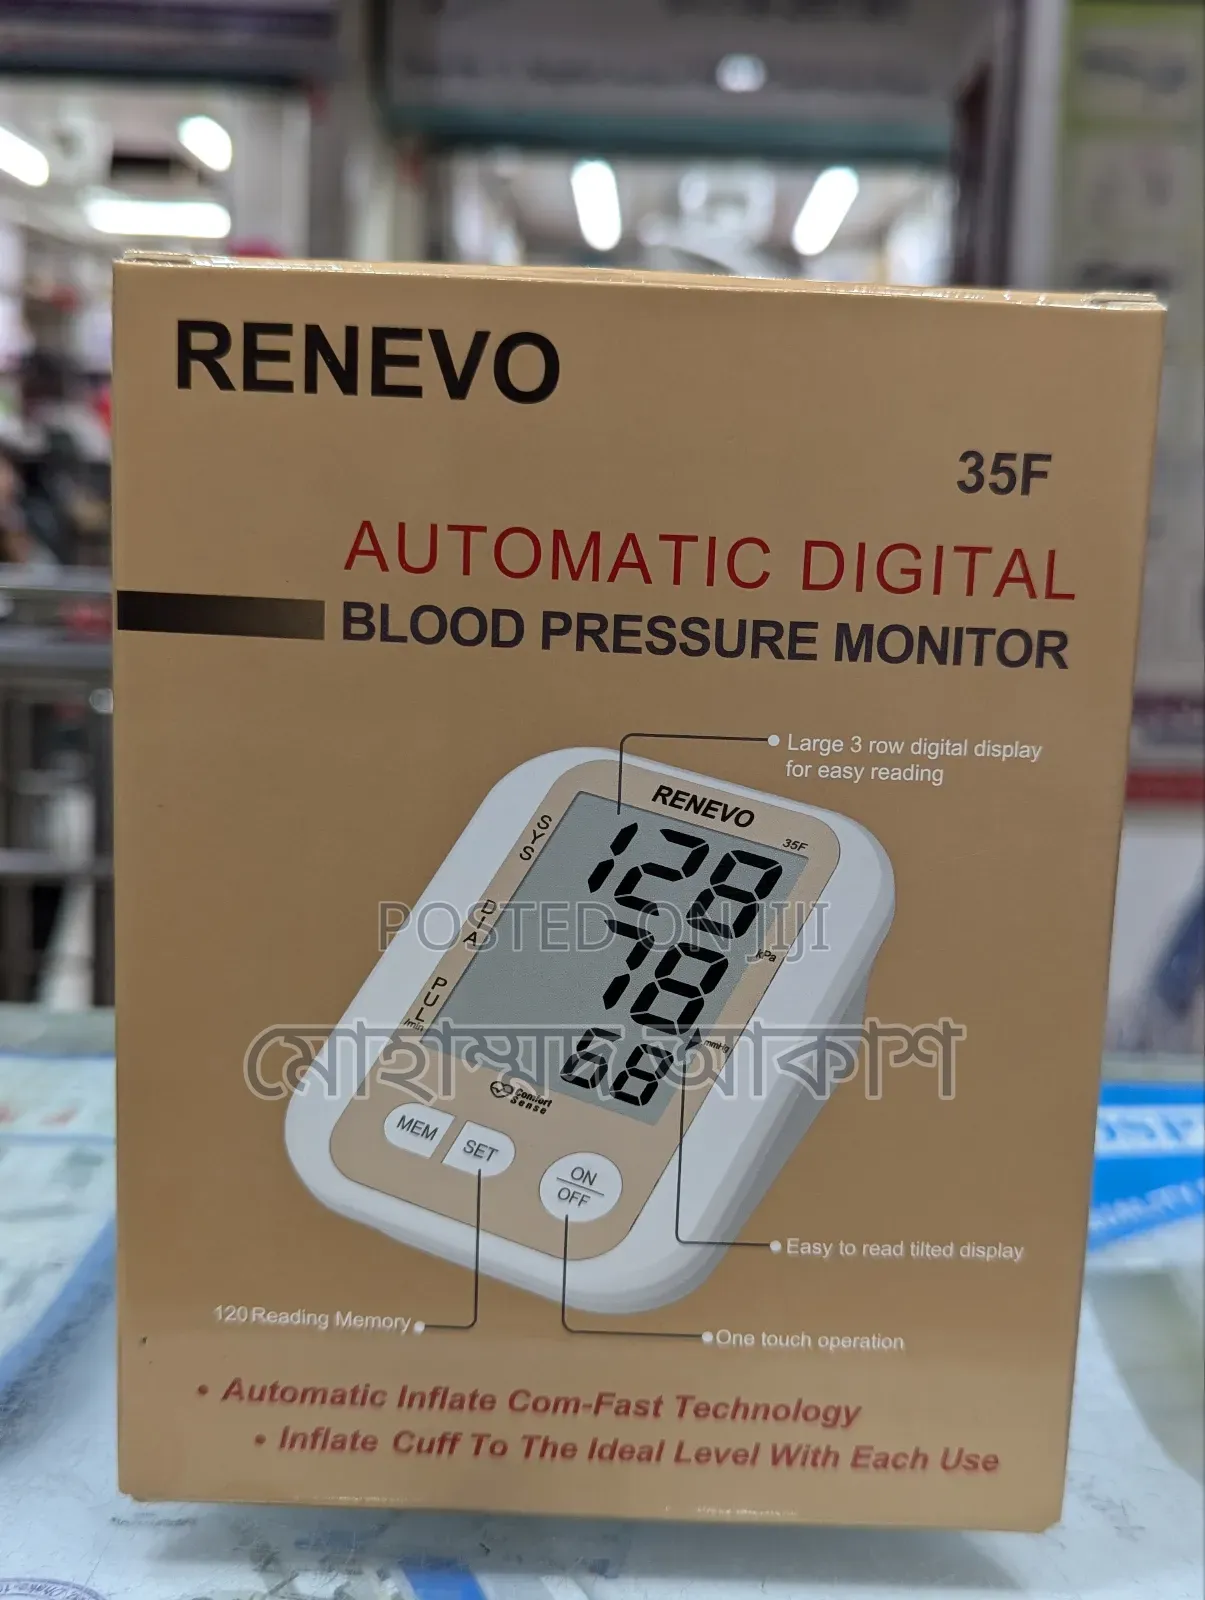 RENEVO
35F
AUTOMATIC DIGITAL
BLOOD PRESSURE MONITOR
Large 3 row digital display
for easy reading
RENEVO
35F
SYS
128
DIA
78
kPa
PUL
/min
68
mmHg
Comfort
Sense
MEM
SET
ON
OFF
POSTED ON JIJI
মোহাম্মদ আকাশ
Easy to read tilted display
120 Reading Memory
One touch operation
• Automatic Inflate Com-Fast Technology
• Inflate Cuff To The Ideal Level With Each Use